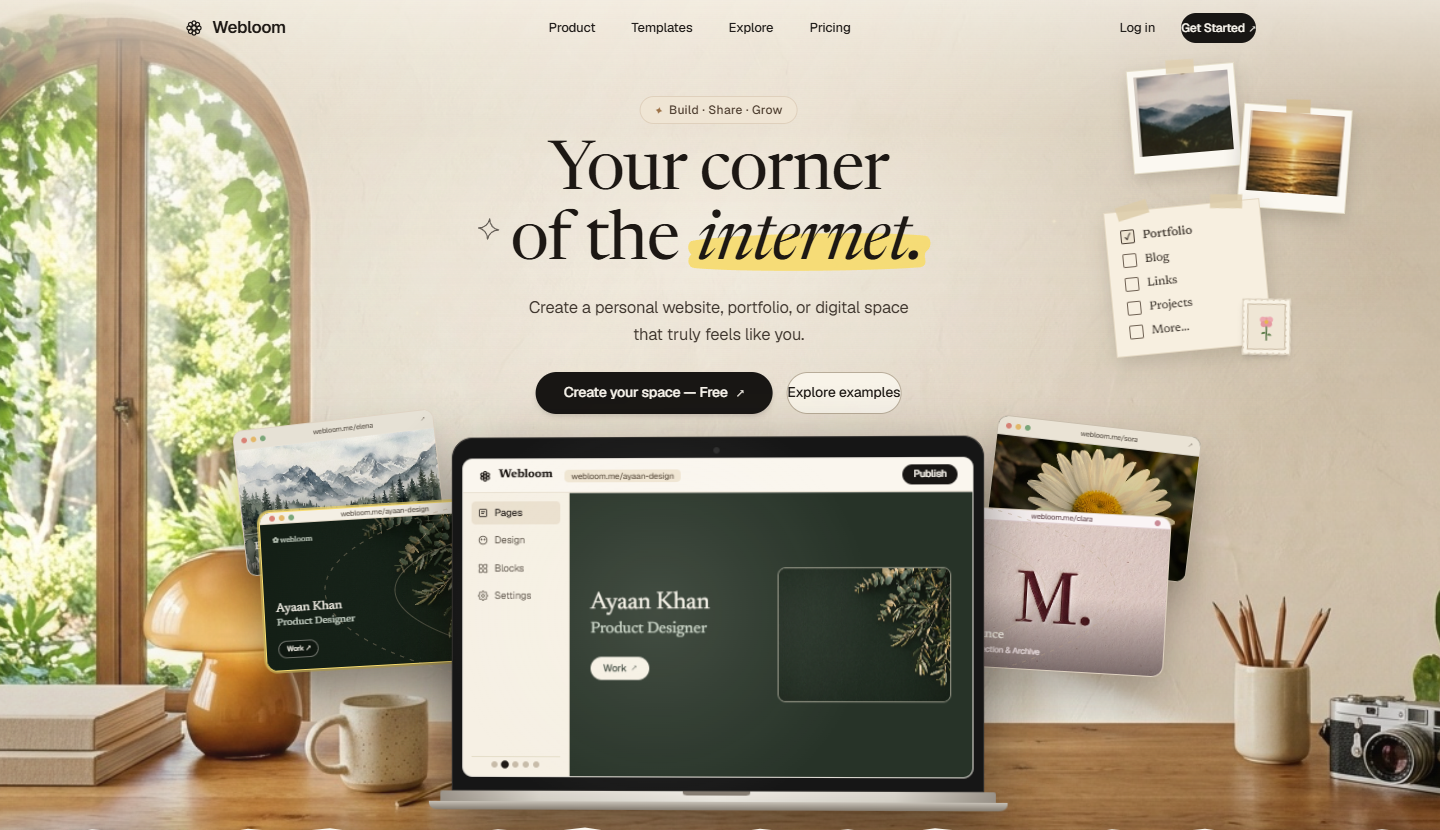 Webloom
Product
Templates
Explore
Pricing
Log in
Get Started ↗
Build · Share · Grow
Your corner
of the internet.
Create a personal website, portfolio, or digital space
that truly feels like you.
Create your space — Free ↗
Explore examples
Portfolio
Blog
Links
Projects
More...
webloom.me/elena
webloom.me/ayaan-design
webloom
Ayaan Khan
Product Designer
Work ↗
Webloom
webloom.me/ayaan-design
Publish
Pages
Design
Blocks
Settings
Ayaan Khan
Product Designer
Work ↗
webloom.me/sora
webloom.me/clara
M.
nce
ction & Archive